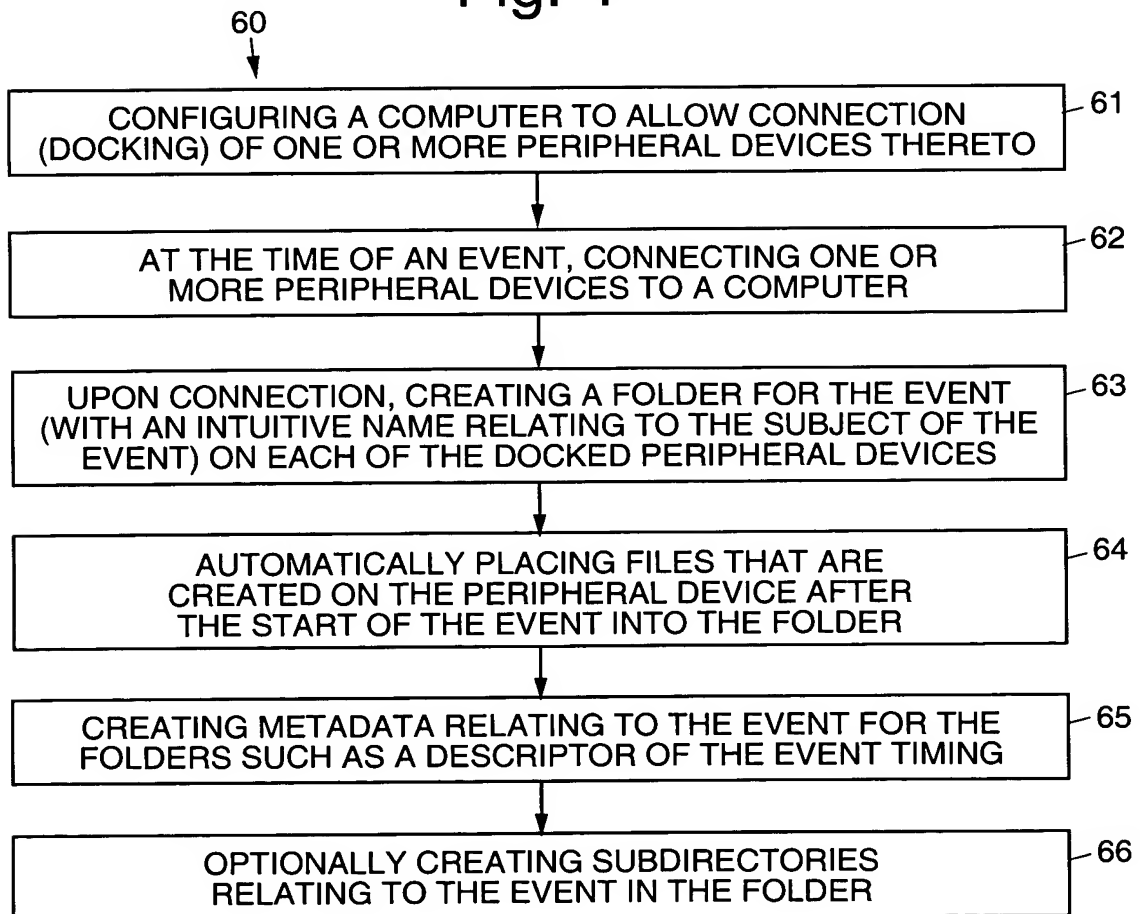 60
CONFIGURING A COMPUTER TO ALLOW CONNECTION
(DOCKING) OF ONE OR MORE PERIPHERAL DEVICES THERETO
61
AT THE TIME OF AN EVENT, CONNECTING ONE OR
MORE PERIPHERAL DEVICES TO A COMPUTER
62
UPON CONNECTION, CREATING A FOLDER FOR THE EVENT
(WITH AN INTUITIVE NAME RELATING TO THE SUBJECT OF THE
EVENT) ON EACH OF THE DOCKED PERIPHERAL DEVICES
63
AUTOMATICALLY PLACING FILES THAT ARE
CREATED ON THE PERIPHERAL DEVICE AFTER
THE START OF THE EVENT INTO THE FOLDER
64
CREATING METADATA RELATING TO THE EVENT FOR THE
FOLDERS SUCH AS A DESCRIPTOR OF THE EVENT TIMING
65
OPTIONALLY CREATING SUBDIRECTORIES
RELATING TO THE EVENT IN THE FOLDER
66